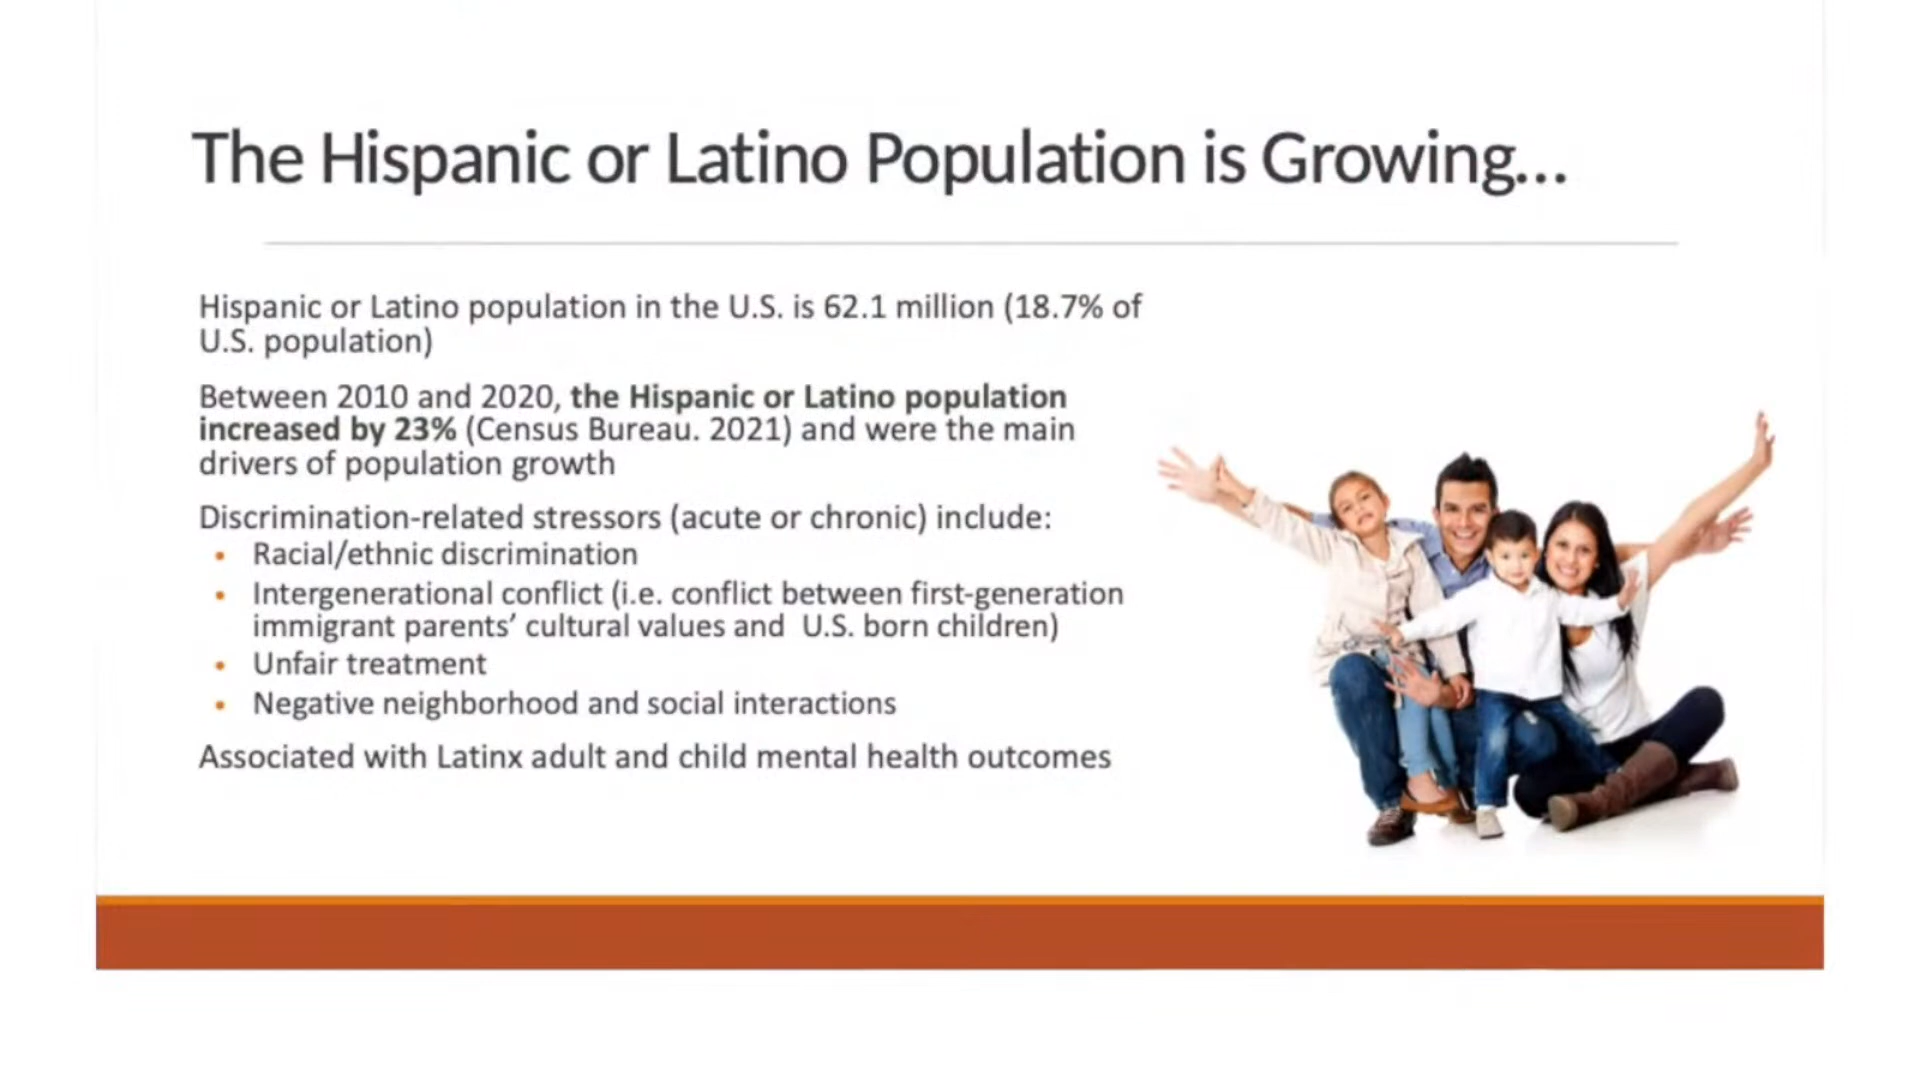 The Hispanic or Latino Population is Growing...
Hispanic or Latino population in the U.S. is 62.1 million (18.7% of
U.S. population)
Between 2010 and 2020, the Hispanic or Latino population
increased by 23% (Census Bureau. 2021) and were the main
drivers of population growth
Discrimination-related stressors (acute or chronic) include:
• Racial/ethnic discrimination
• Intergenerational conflict (i.e. conflict between first-generation
immigrant parents’ cultural values and  U.S. born children)
• Unfair treatment
• Negative neighborhood and social interactions
Associated with Latinx adult and child mental health outcomes